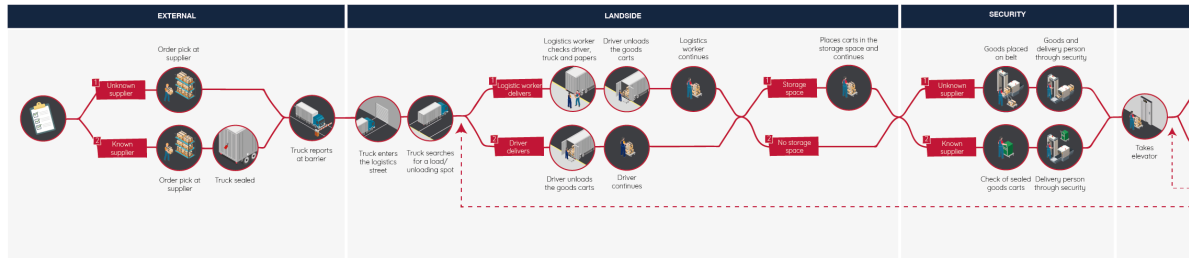 EXTERNAL
LANDSIDE
SECURITY
Order pick at
supplier
1
Unknown
supplier
2
Known
supplier
Order pick at
supplier
Truck sealed
Truck reports
at barrier
Truck enters
the logistics
street
Truck searches
for a load/
unloading spot
Logistics worker
checks driver,
truck and papers
Driver unloads
the goods
carts
Logistics
worker
continues
1
Logistic worker
delivers
2
Driver
delivers
Driver unloads
the goods carts
Driver
continues
Places carts in the
storage space and
continues
1
Storage
space
2
No storage
space
Goods placed
on belt
Goods and
delivery person
through security
1
Unknown
supplier
2
Known
supplier
Check of sealed
goods carts
Delivery person
through security
Takes
elevator